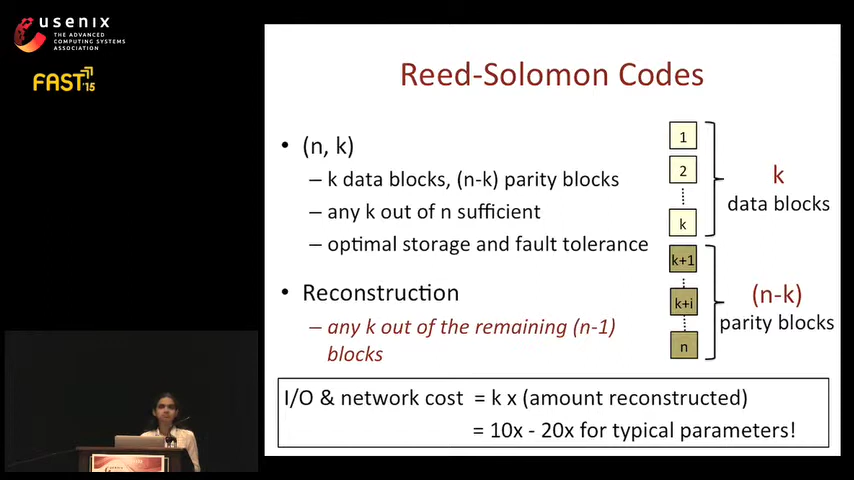 usenix
THE ADVANCED
COMPUTING SYSTEMS
ASSOCIATION
FAST '15
Reed-Solomon Codes
• (n, k)
– k data blocks, (n-k) parity blocks
– any k out of n sufficient
– optimal storage and fault tolerance
• Reconstruction
– any k out of the remaining (n-1)
blocks
1
2
k
k
data blocks
k+1
k+i
n
(n-k)
parity blocks
I/O & network cost = k x (amount reconstructed)
= 10x - 20x for typical parameters!